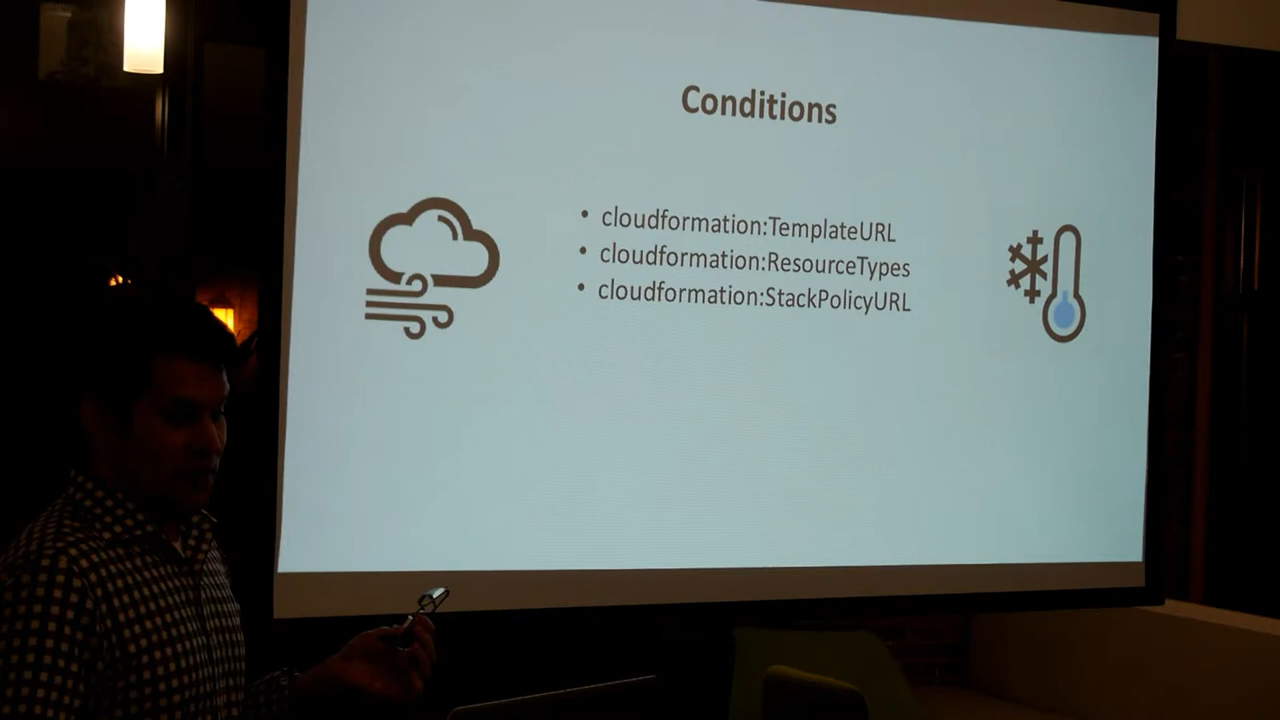 Conditions
• cloudformation:TemplateURL
• cloudformation:ResourceTypes
• cloudformation:StackPolicyURL